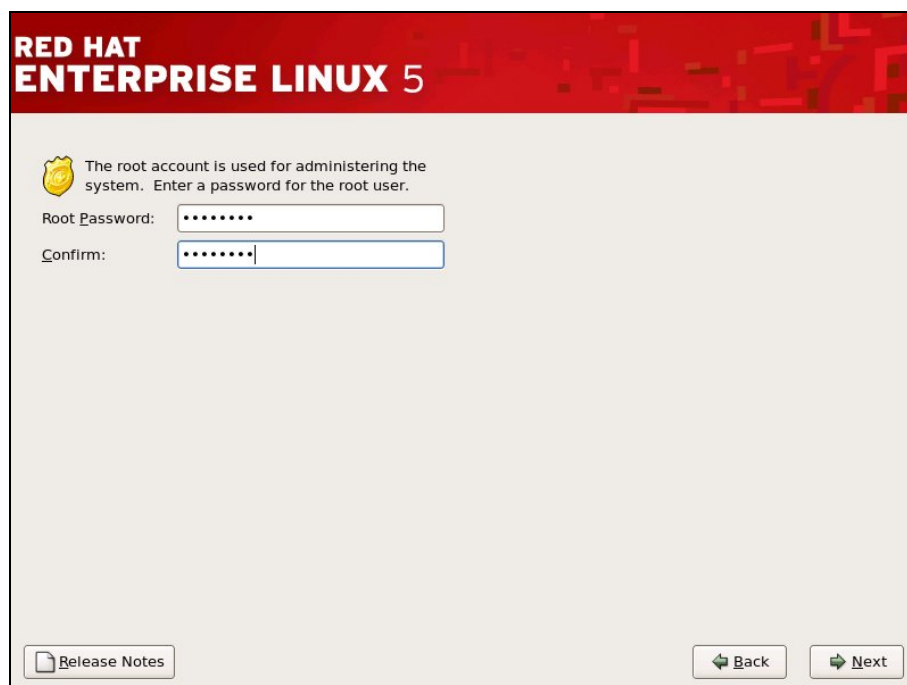 RED HAT
ENTERPRISE LINUX 5
The root account is used for administering the
system. Enter a password for the root user.
Root Password: ••••••••
Confirm: ••••••••
Release Notes
Back
Next